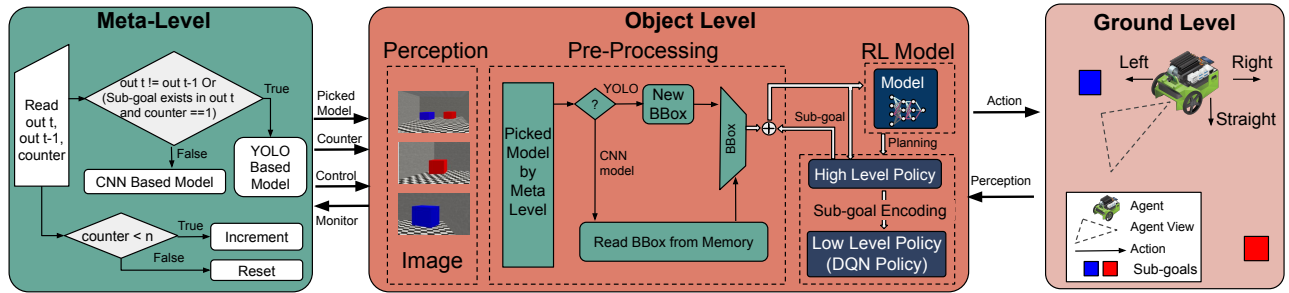 Meta-Level
Read
out t,
out t-1,
counter
out t != out t-1 Or
(Sub-goal exists in out t
and counter ==1)
True
False
CNN Based Model
YOLO
Based
Model
counter < n
True
Increment
False
Reset
Picked
Model
Counter
Control
Monitor
Object Level
Perception
Image
Pre-Processing
Picked
Model
by
Meta
Level
?
YOLO
New
BBox
CNN
model
Read BBox from Memory
BBox
Sub-goal
RL Model
Model
Planning
High Level Policy
Sub-goal Encoding
Low Level Policy
(DQN Policy)
Action
Perception
Ground Level
Left
Right
Straight
Agent
Agent View
Action
Sub-goals